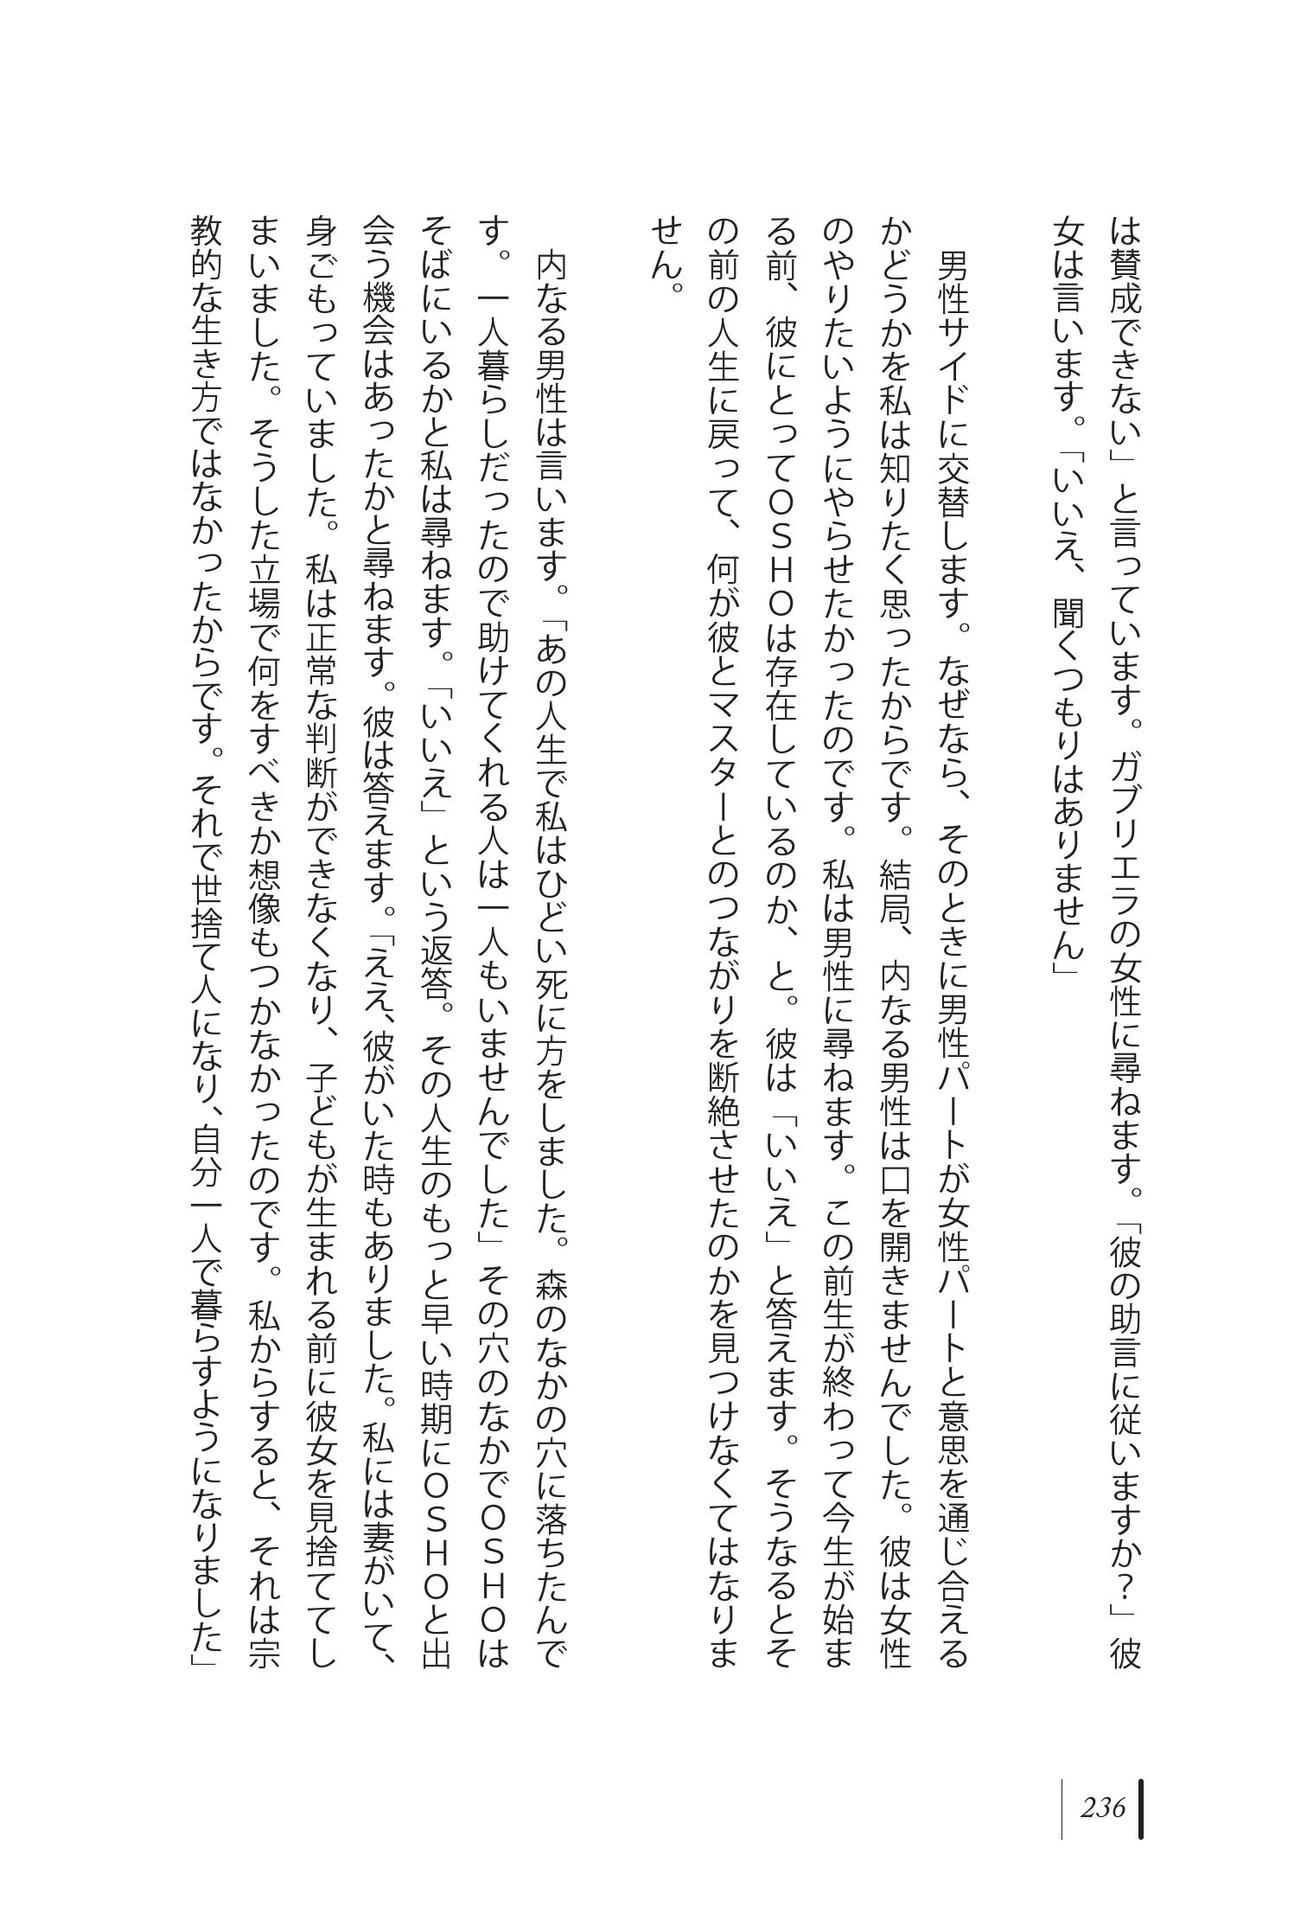 は賛成できない」と言っています。ガブリエラの女性に尋ねます。「彼の助言に従いますか？」彼
女は言います。「いいえ、聞くつもりはありません」
男性サイドに交替します。なぜなら、そのときに男性パートが女性パートと意思を通じ合える
かどうかを私は知りたく思ったからです。結局、内なる男性は口を開きませんでした。彼は女性
のやりたいようにやらせたかったのです。私は男性に尋ねます。この前生が終わって今生が始ま
る前、彼にとってＯＳＨＯは存在しているのか、と。彼は「いいえ」と答えます。そうなるとそ
の前の人生に戻って、何が彼とマスターとのつながりを断絶させたのかを見つけなくてはなりま
せん。
内なる男性は言います。「あの人生で私はひどい死に方をしました。森のなかの穴に落ちたんで
す。一人暮らしだったので助けてくれる人は一人もいませんでした」その穴のなかでＯＳＨＯは
そばにいるかと私は尋ねます。「いいえ」という返答。その人生のもっと早い時期にＯＳＨＯと出
会う機会はあったかと尋ねます。彼は答えます。「ええ、彼がいた時もありました。私には妻がいて、
身ごもっていました。私は正常な判断ができなくなり、子どもが生まれる前に彼女を見捨ててし
まいました。そうした立場で何をすべきか想像もつかなかったのです。私からすると、それは宗
教的な生き方ではなかったからです。それで世捨て人になり、自分一人で暮らすようになりました」
236